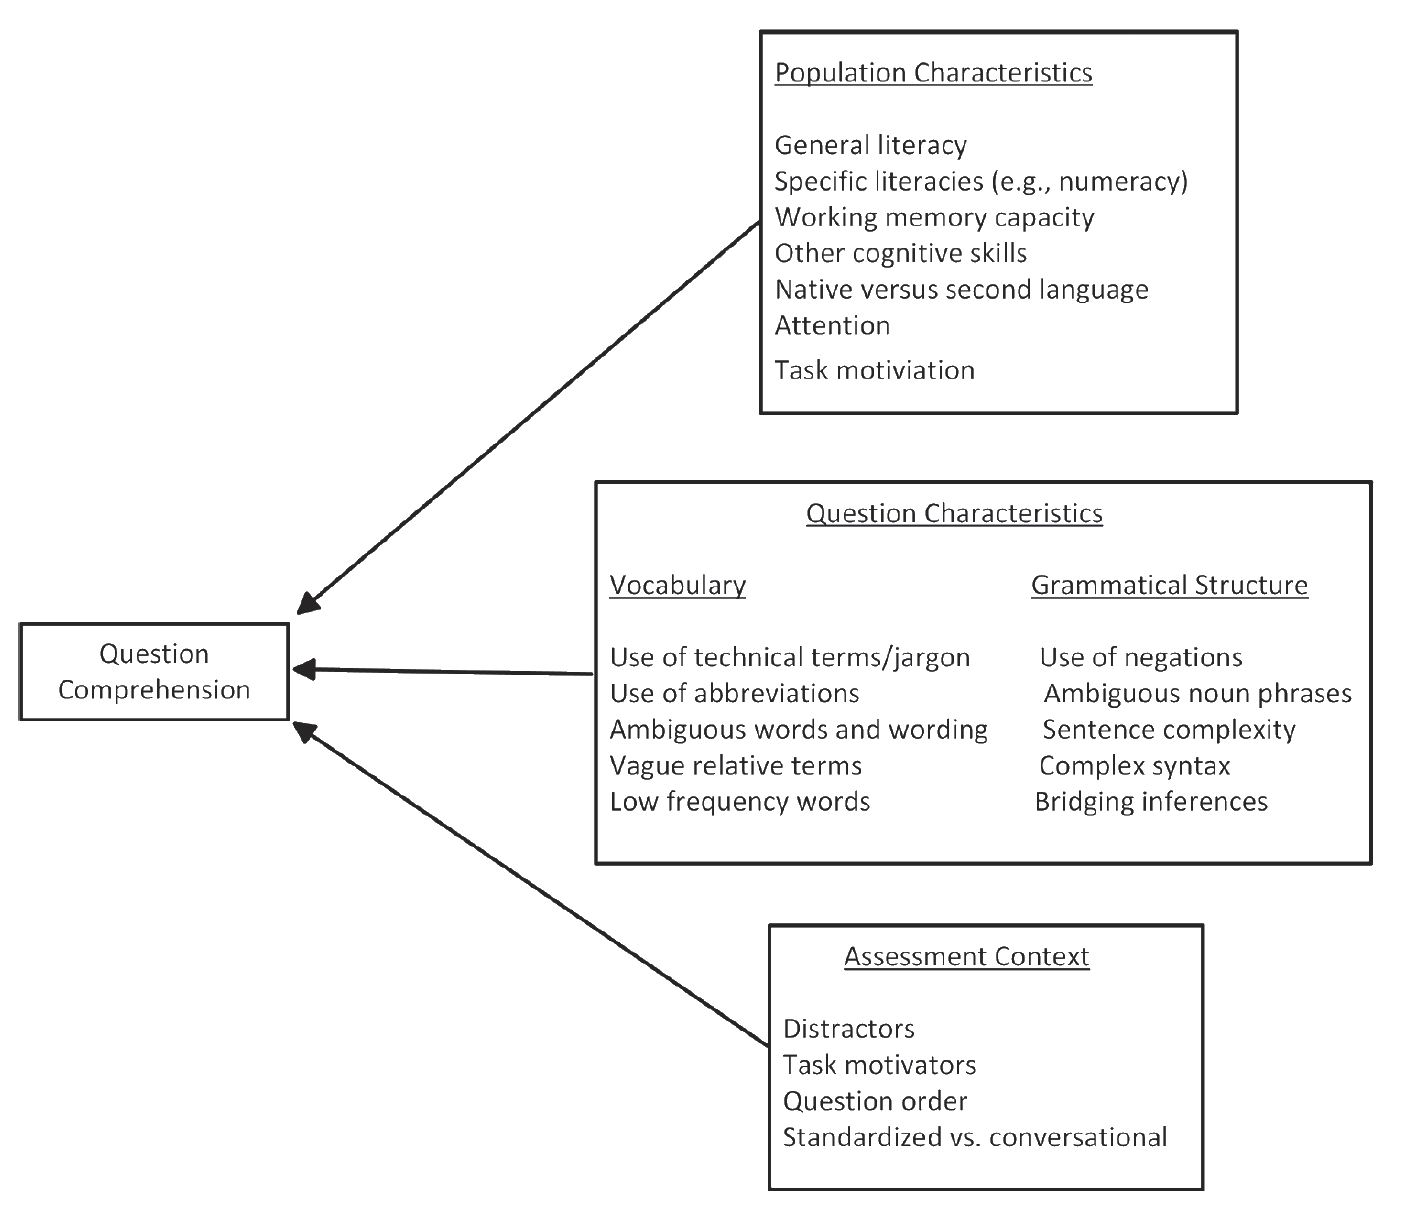 Population Characteristics
General literacy
Specific literacies (e.g., numeracy)
Working memory capacity
Other cognitive skills
Native versus second language
Attention
Task motiviation
Question Characteristics
Vocabulary
Use of technical terms/jargon
Use of abbreviations
Ambiguous words and wording
Vague relative terms
Low frequency words
Grammatical Structure
Use of negations
Ambiguous noun phrases
Sentence complexity
Complex syntax
Bridging inferences
Question
Comprehension
Assessment Context
Distractors
Task motivators
Question order
Standardized vs. conversational